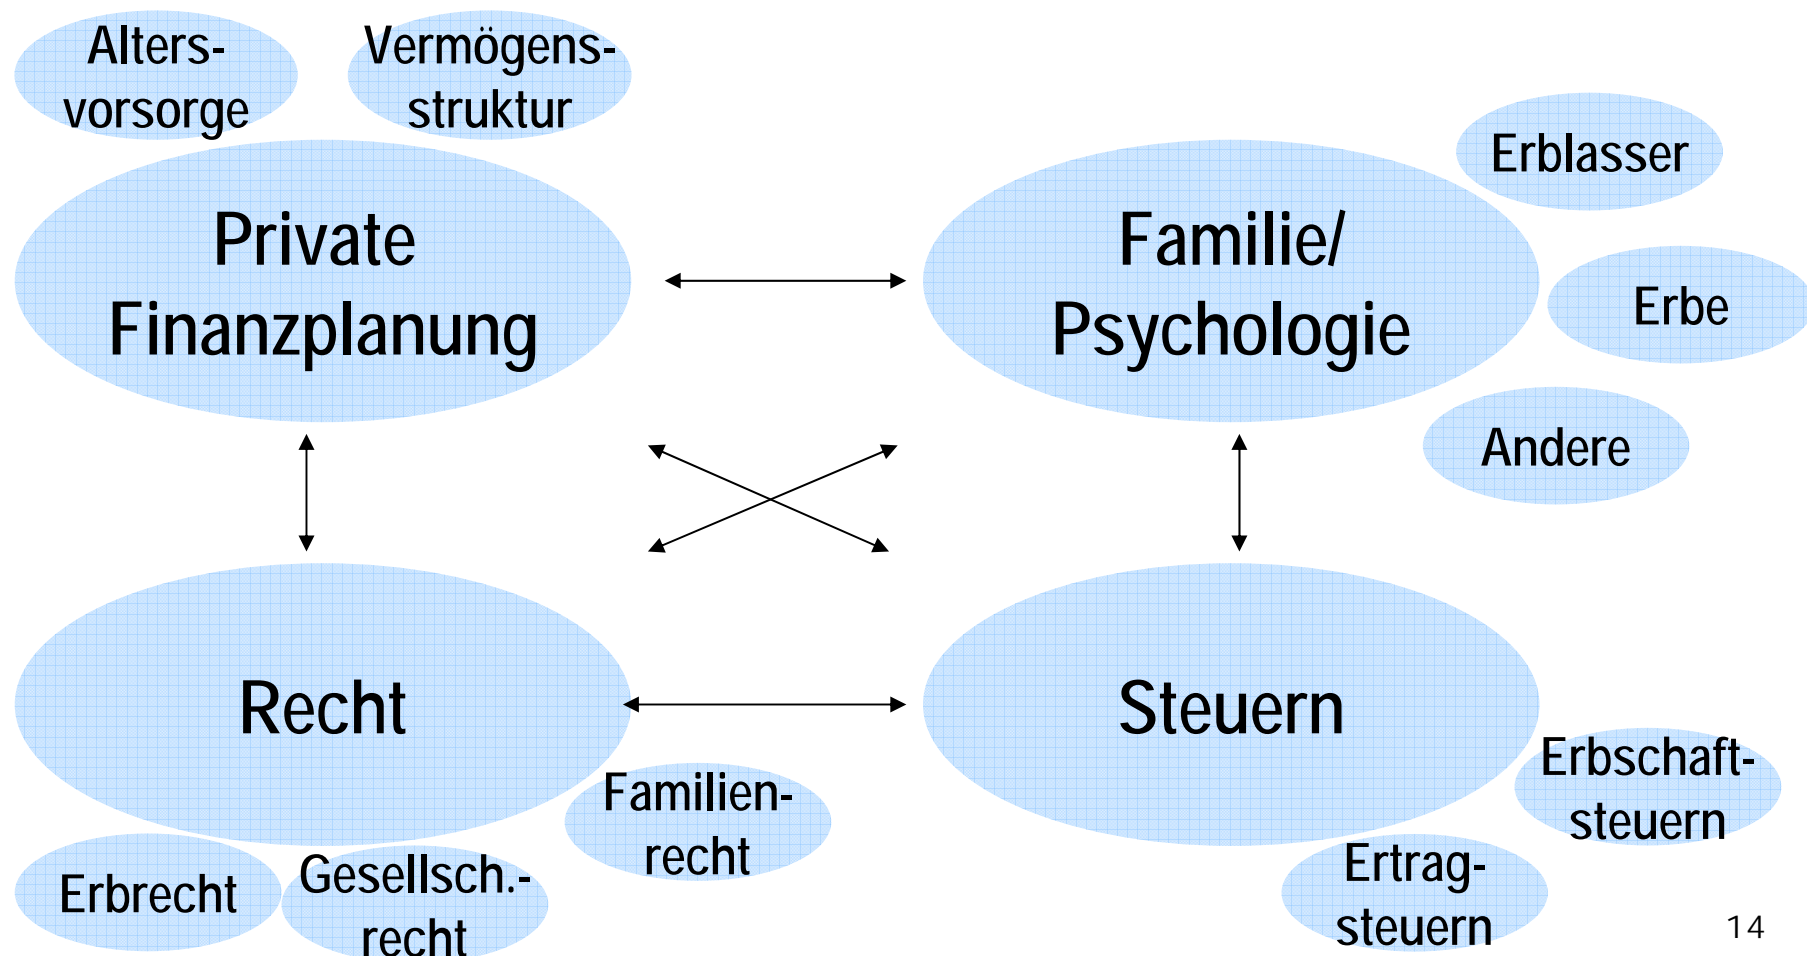 Alters-
vorsorge
Vermögens-
struktur
Private
Finanzplanung
Familie/
Psychologie
Erblasser
Erbe
Andere
Recht
Steuern
Familien-
recht
Erbrecht
Gesellsch.-
recht
Erbschaft-
steuern
Ertrag-
steuern
14